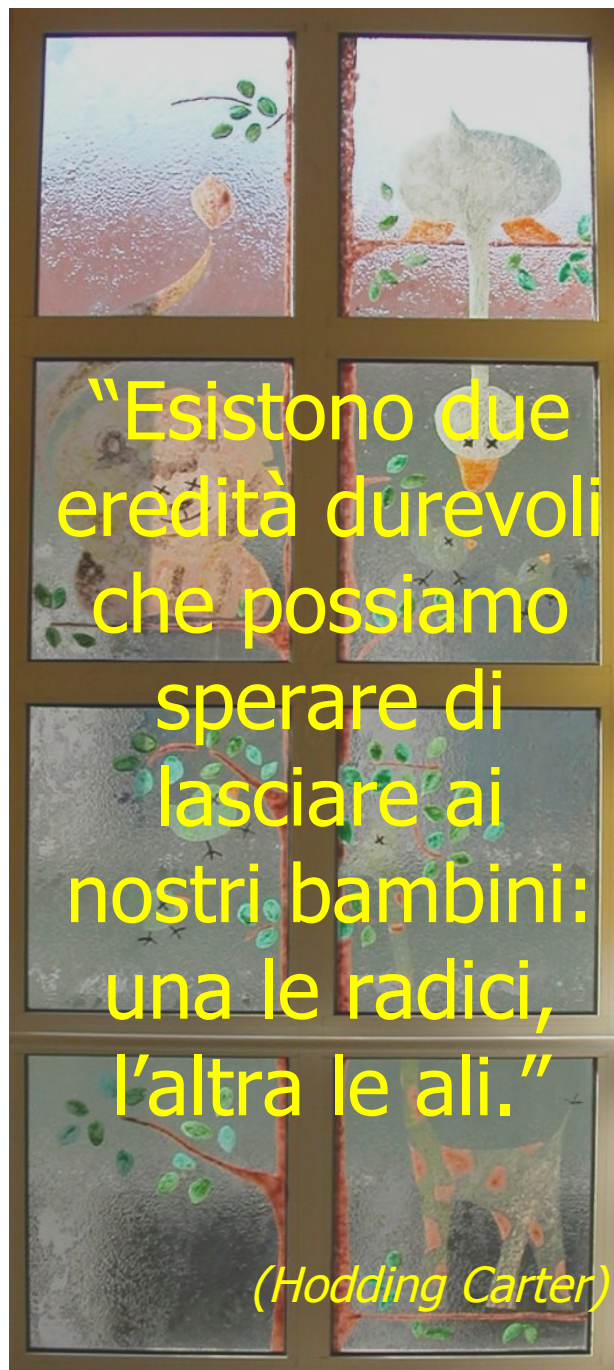 “Esistono due
eredità durevoli
che possiamo
sperare di
lasciare ai
nostri bambini:
una le radici,
l’altra le ali.”
(Hodding Carter)